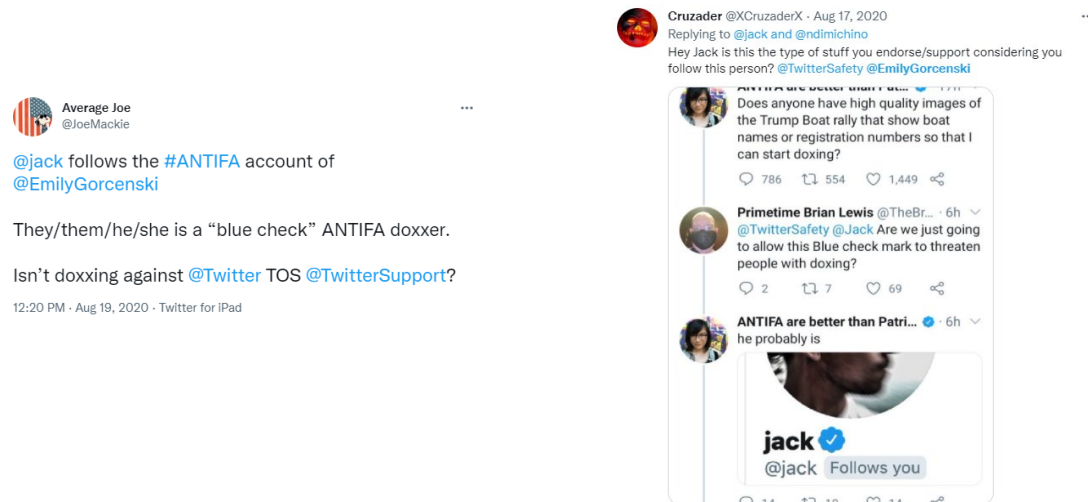 Average Joe
@JoeMackie
@jack follows the #ANTIFA account of
@EmilyGorcenski
They/them/he/she is a “blue check” ANTIFA doxxer.
Isn’t doxxing against @Twitter TOS @TwitterSupport?
12:20 PM · Aug 19, 2020 · Twitter for iPad
Cruzader @XCruzaderX · Aug 17, 2020
Replying to @jack and @ndimichino
Hey Jack is this the type of stuff you endorse/support considering you
follow this person? @TwitterSafety @EmilyGorcenski
ANTIFA are better than Pat... · 17h
Does anyone have high quality images of
the Trump Boat rally that show boat
names or registration numbers so that I
can start doxing?
786 554 1,449
Primetime Brian Lewis @TheBr... · 6h
@TwitterSafety @Jack Are we just going
to allow this Blue check mark to threaten
people with doxing?
2 7 69
ANTIFA are better than Patri... · 6h
he probably is
jack
@jack Follows you